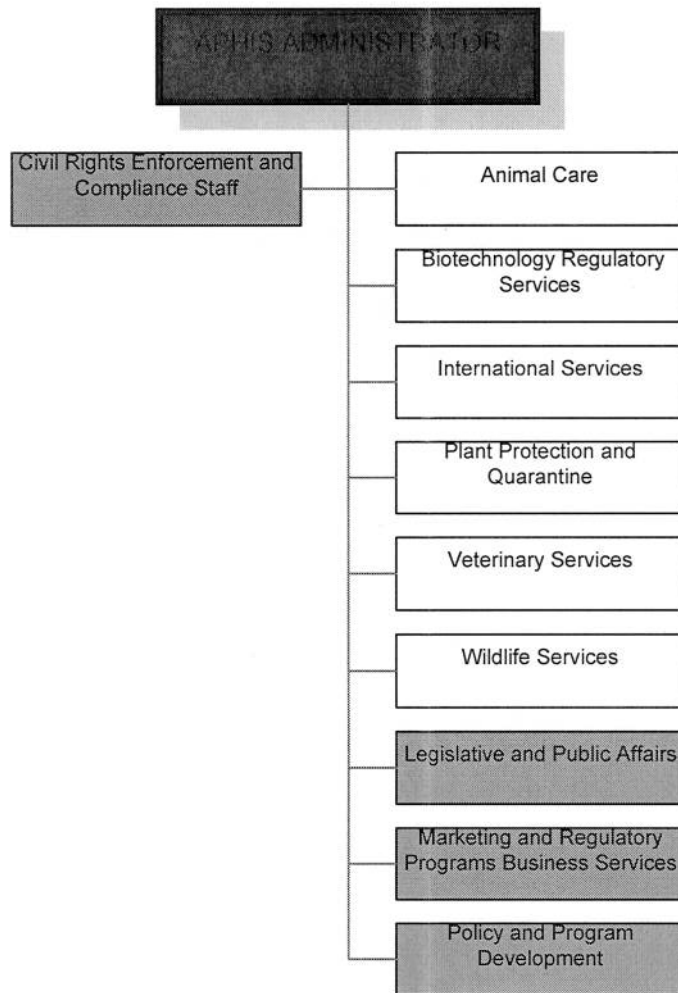 APHIS ADMINISTRATOR
Civil Rights Enforcement and
Compliance Staff
Animal Care
Biotechnology Regulatory
Services
International Services
Plant Protection and
Quarantine
Veterinary Services
Wildlife Services
Legislative and Public Affairs
Marketing and Regulatory
Programs Business Services
Policy and Program
Development